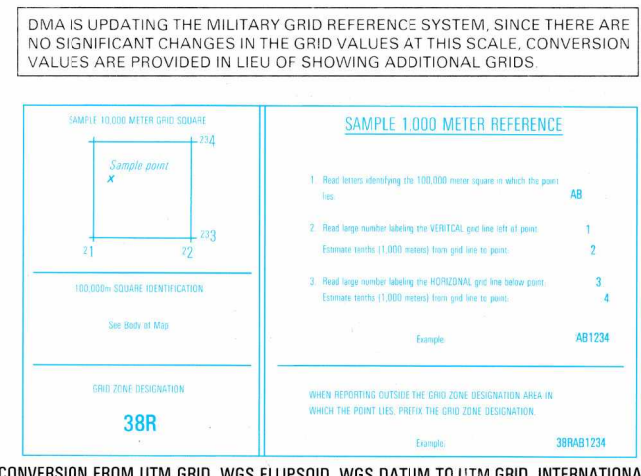 DMA IS UPDATING THE MILITARY GRID REFERENCE SYSTEM, SINCE THERE ARE
NO SIGNIFICANT CHANGES IN THE GRID VALUES AT THIS SCALE, CONVERSION
VALUES ARE PROVIDED IN LIEU OF SHOWING ADDITIONAL GRIDS.
SAMPLE 10,000 METER GRID SQUARE
234
Sample point
x
233
21
22
100,000m SQUARE IDENTIFICATION
See Body of Map
GRID ZONE DESIGNATION
38R
SAMPLE 1.000 METER REFERENCE
1. Read letters identifying the 100,000 meter square in which the point
lies. AB
2. Read large number labeling the VERITCAL grid line left of point. 1
Estimate tenths (1,000 meters) from grid line to point. 2
3. Read large number labeling the HORIZONAL grid line below point. 3
Estimate tenths (1,000 meters) from grid line to point. 4
Example: AB1234
WHEN REPORTING OUTSIDE THE GRID ZONE DESIGNATION AREA IN
WHICH THE POINT LIES, PREFIX THE GRID ZONE DESIGNATION.
Example: 38RAB1234
CONVERSION FROM UTM GRID, WGS ELLIPSOID, WGS DATUM TO UTM GRID, INTERNATIONA